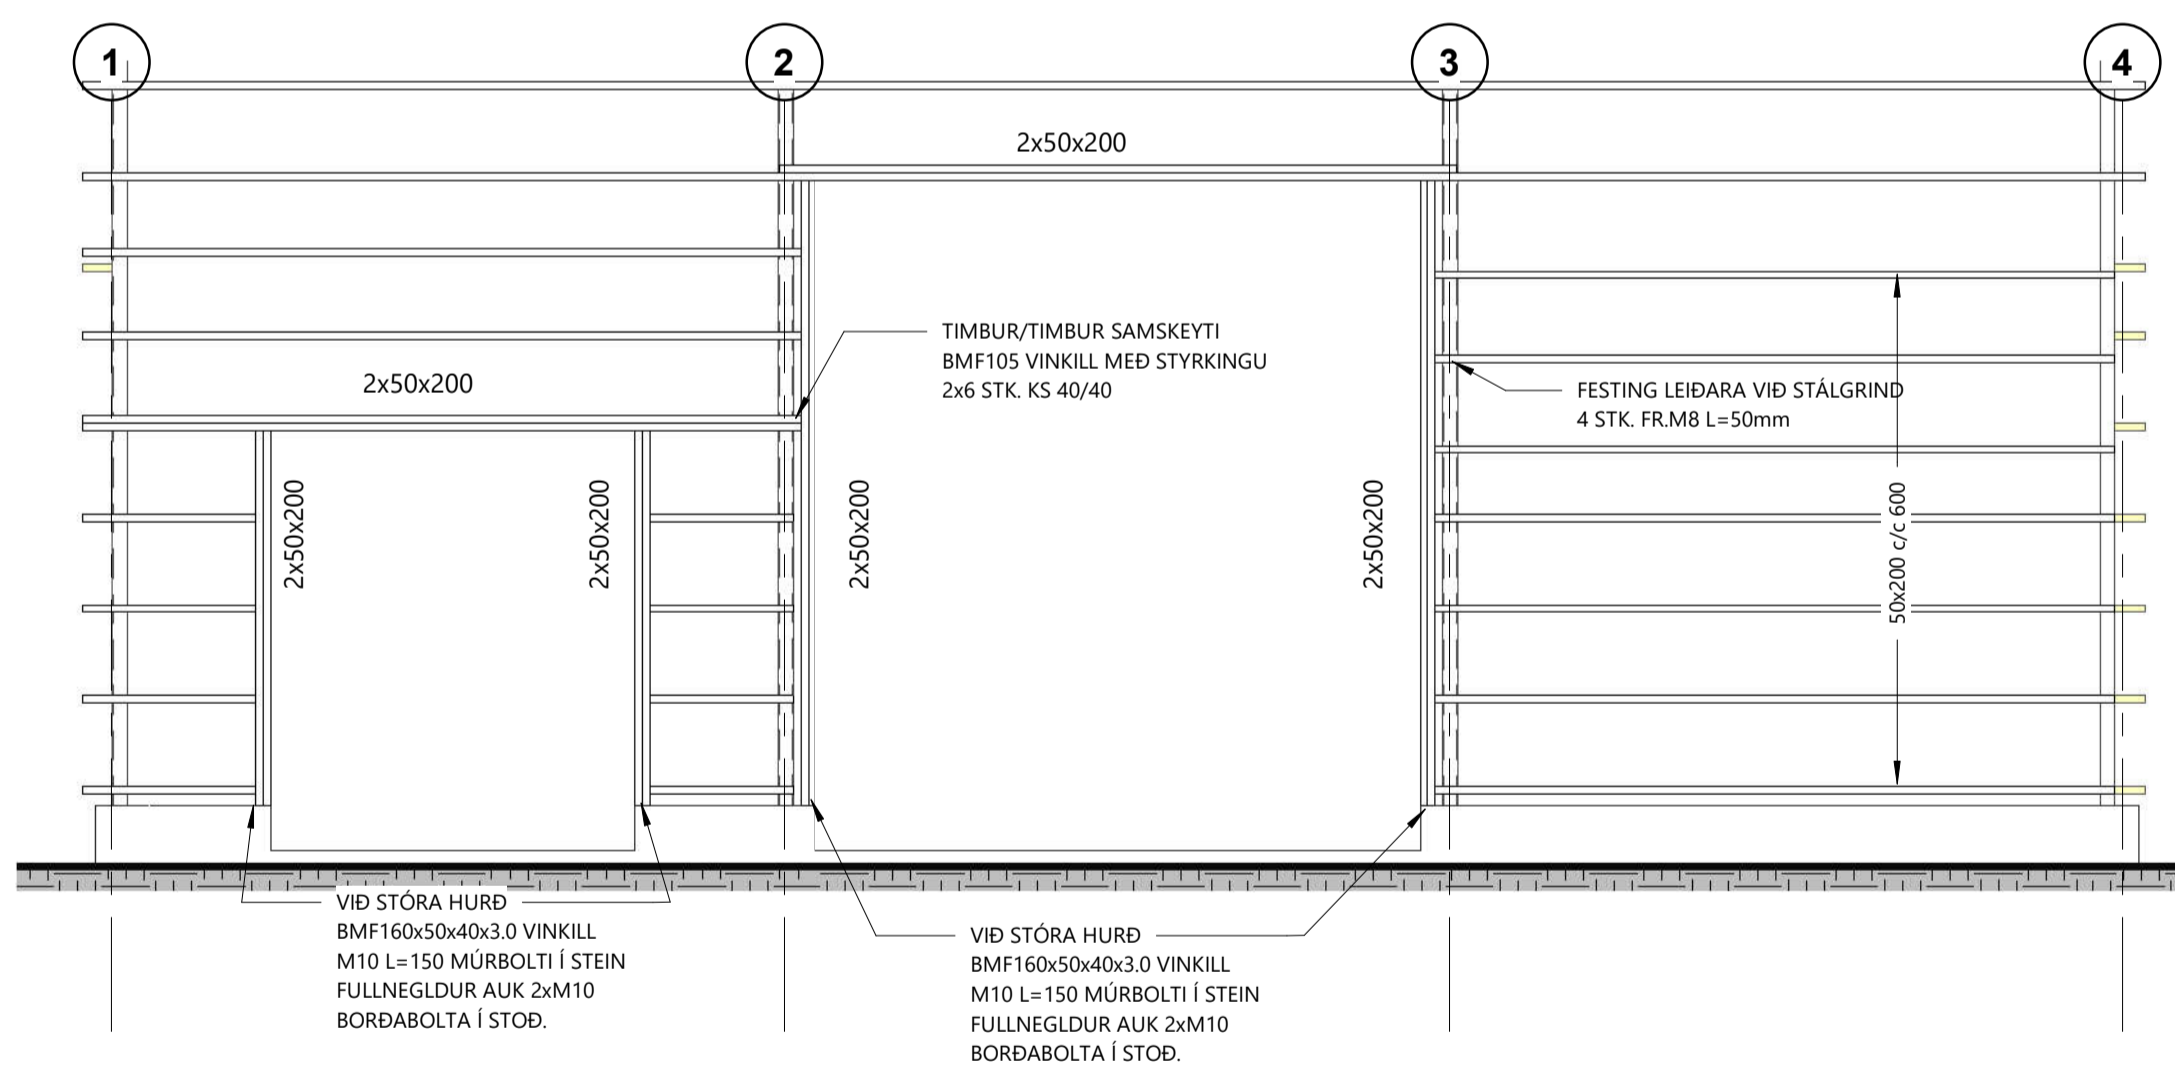 1
2
3
4
2x50x200
TIMBUR/TIMBUR SAMSKEYTI
BMF105 VINKILL MEÐ STYRKINGU
2x6 STK. KS 40/40
2x50x200
FESTING LEIÐARA VIÐ STÁLGRIND
4 STK. FR.M8 L=50mm
2x50x200
2x50x200
2x50x200
2x50x200
50x200 c/c 600
VIÐ STÓRA HURÐ
BMF160x50x40x3.0 VINKILL
M10 L=150 MÚRBOLTI Í STEIN
FULLNEGLDUR AUK 2xM10
BORÐABOLTA Í STOÐ.
VIÐ STÓRA HURÐ
BMF160x50x40x3.0 VINKILL
M10 L=150 MÚRBOLTI Í STEIN
FULLNEGLDUR AUK 2xM10
BORÐABOLTA Í STOÐ.